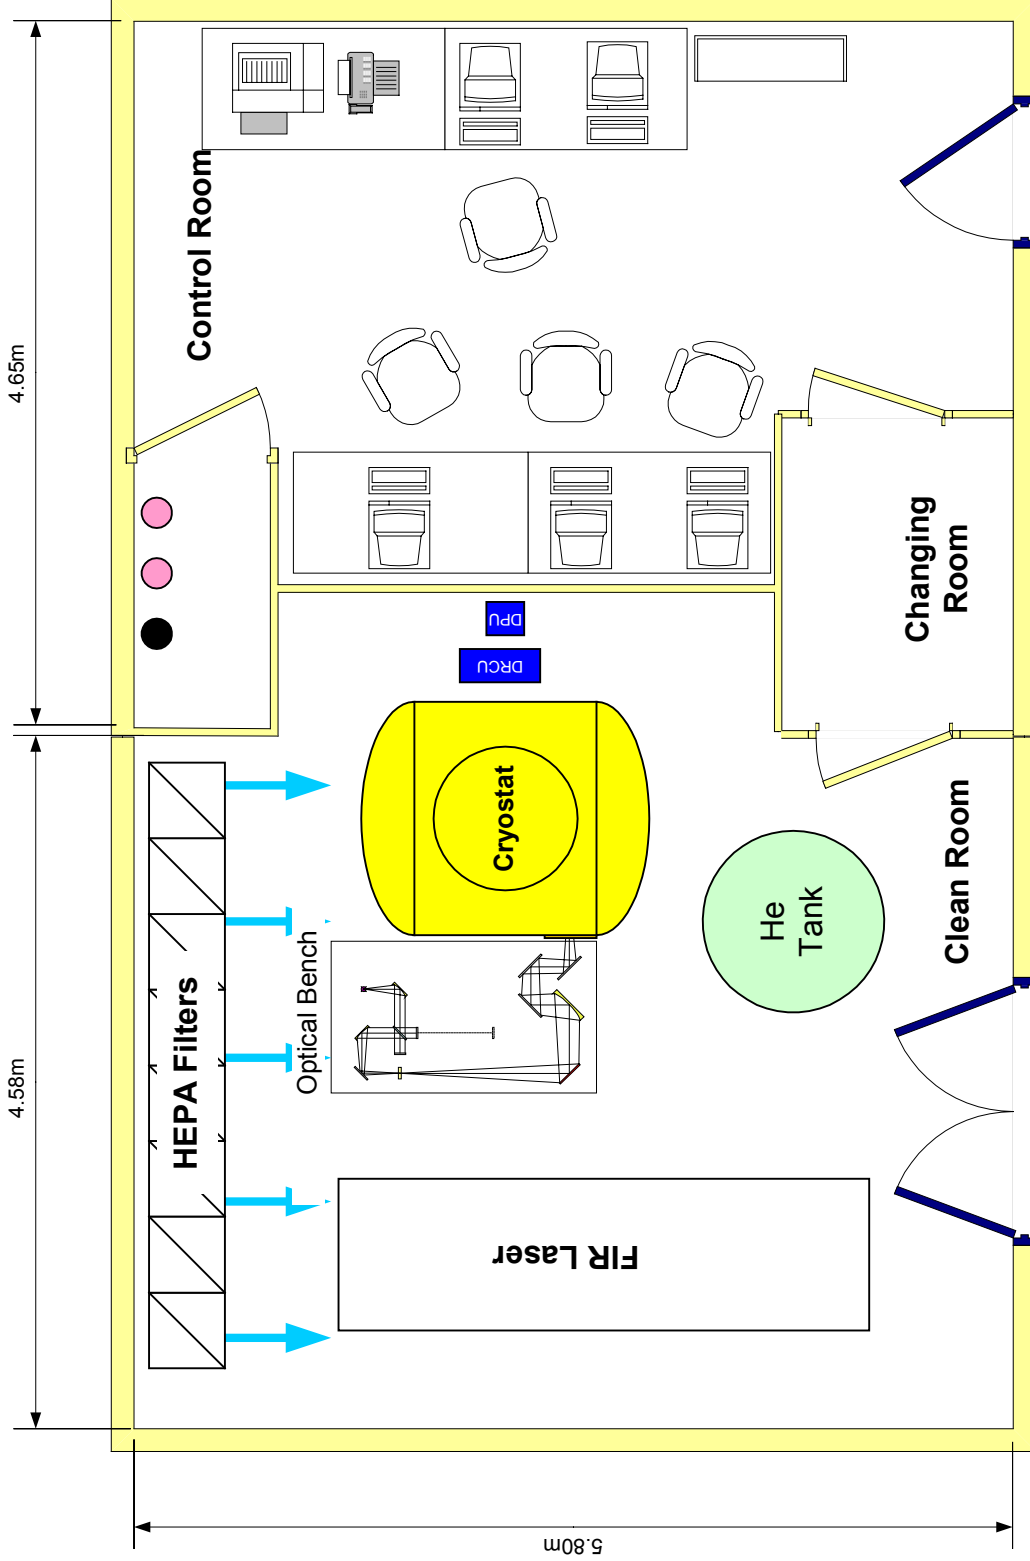 4.65m
Control Room
Changing
Room
DPU
DRCU
Cryostat
He
Tank
Clean Room
HEPA Filters
Optical Bench
4.58m
FIR Laser
5.80m